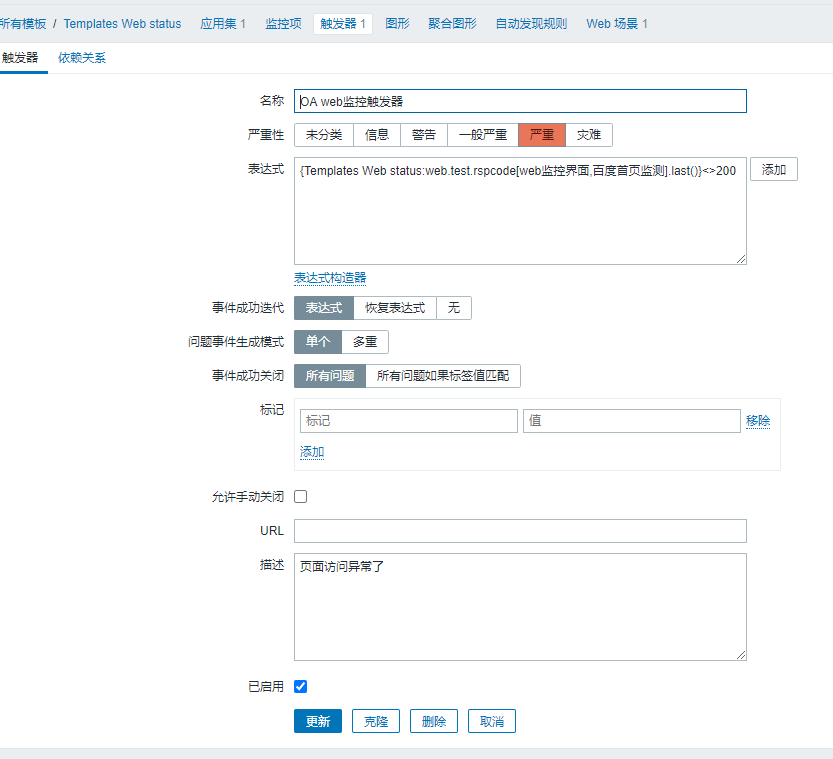 所有模板 / Templates Web status 应用集 1 监控项 触发器 1 图形 聚合图形 自动发现规则 Web 场景 1
触发器 依赖关系
名称 OA web监控触发器
严重性 未分类 信息 警告 一般严重 严重 灾难
表达式 {Templates Web status:web.test.rspcode[web监控界面,百度首页监测].last()}<>200 添加
表达式构造器
事件成功迭代 表达式 恢复表达式 无
问题事件生成模式 单个 多重
事件成功关闭 所有问题 所有问题如果标签值匹配
标记 标记 值 移除
添加
允许手动关闭
URL
描述 页面访问异常了
已启用
更新 克隆 删除 取消